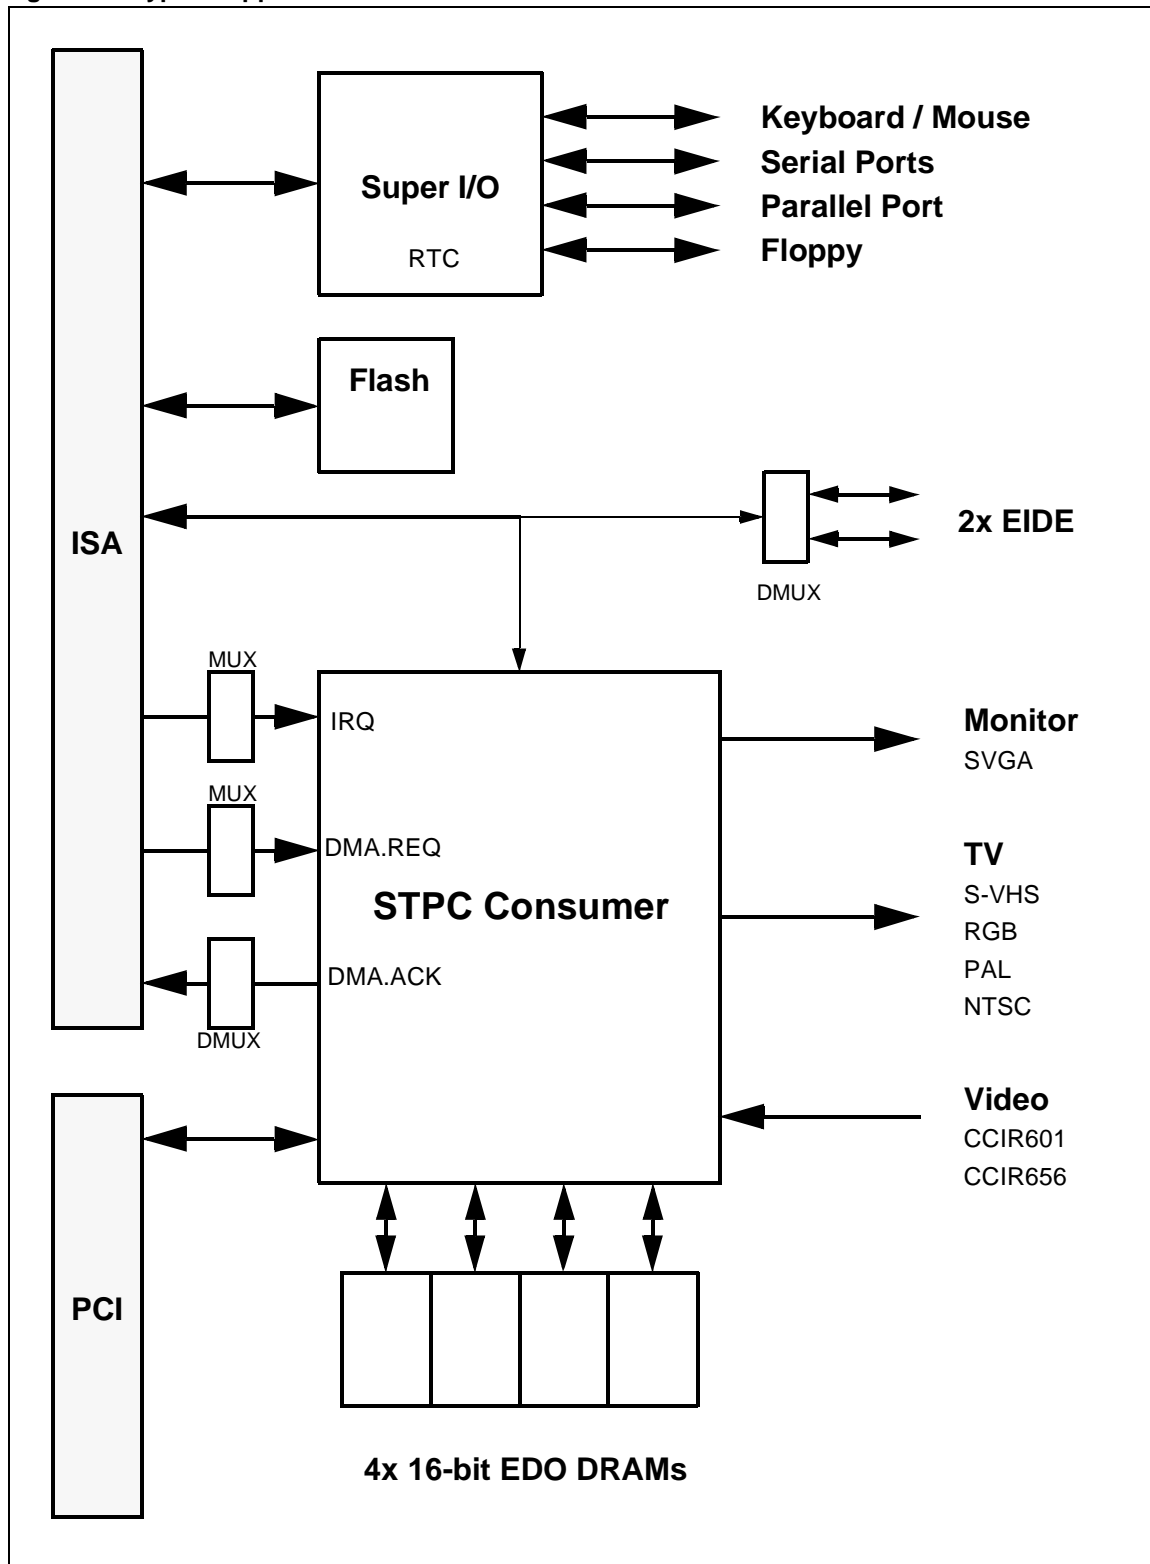 Keyboard / Mouse
Serial Ports
Super I/O
Parallel Port
RTC
Floppy
Flash
ISA
2x EIDE
DMUX
MUX
IRQ
Monitor
SVGA
MUX
DMA.REQ
TV
STPC Consumer
S-VHS
RGB
DMA.ACK
PAL
NTSC
DMUX
Video
CCIR601
CCIR656
PCI
4x 16-bit EDO DRAMs